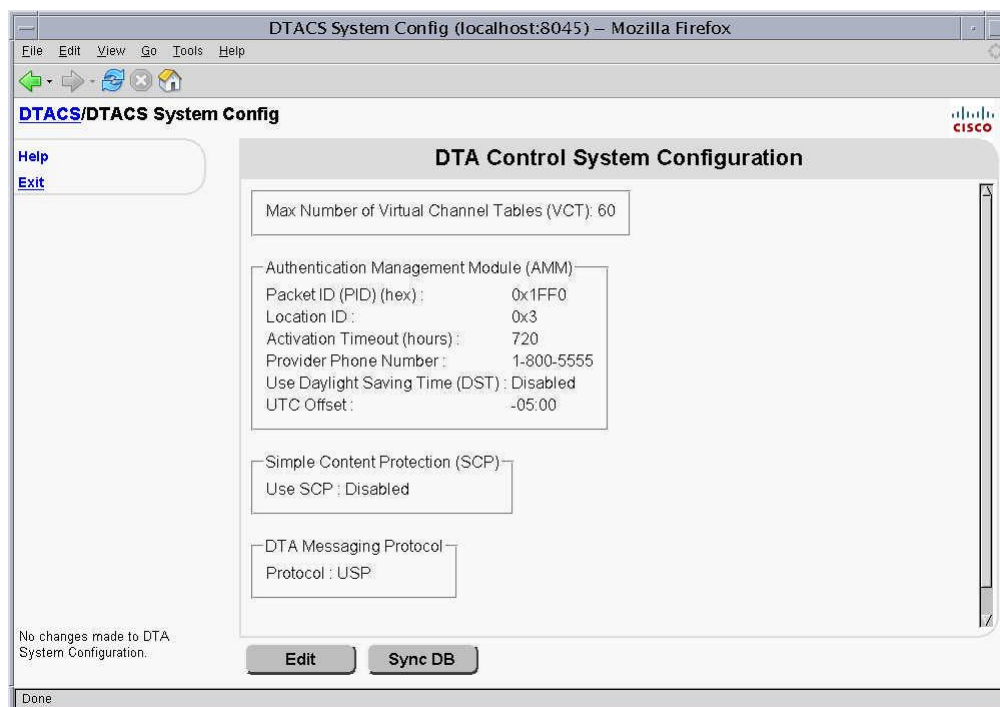 DTACS System Config (localhost:8045) – Mozilla Firefox
File Edit View Go Tools Help
DTACS/DTACS System Config
CISCO
Help
Exit
DTA Control System Configuration
Max Number of Virtual Channel Tables (VCT): 60
Authentication Management Module (AMM)
Packet ID (PID) (hex) : 0x1FF0
Location ID : 0x3
Activation Timeout (hours) : 720
Provider Phone Number : 1-800-5555
Use Daylight Saving Time (DST) : Disabled
UTC Offset : -05:00
Simple Content Protection (SCP)
Use SCP : Disabled
DTA Messaging Protocol
Protocol : USP
No changes made to DTA
System Configuration.
Edit Sync DB
Done